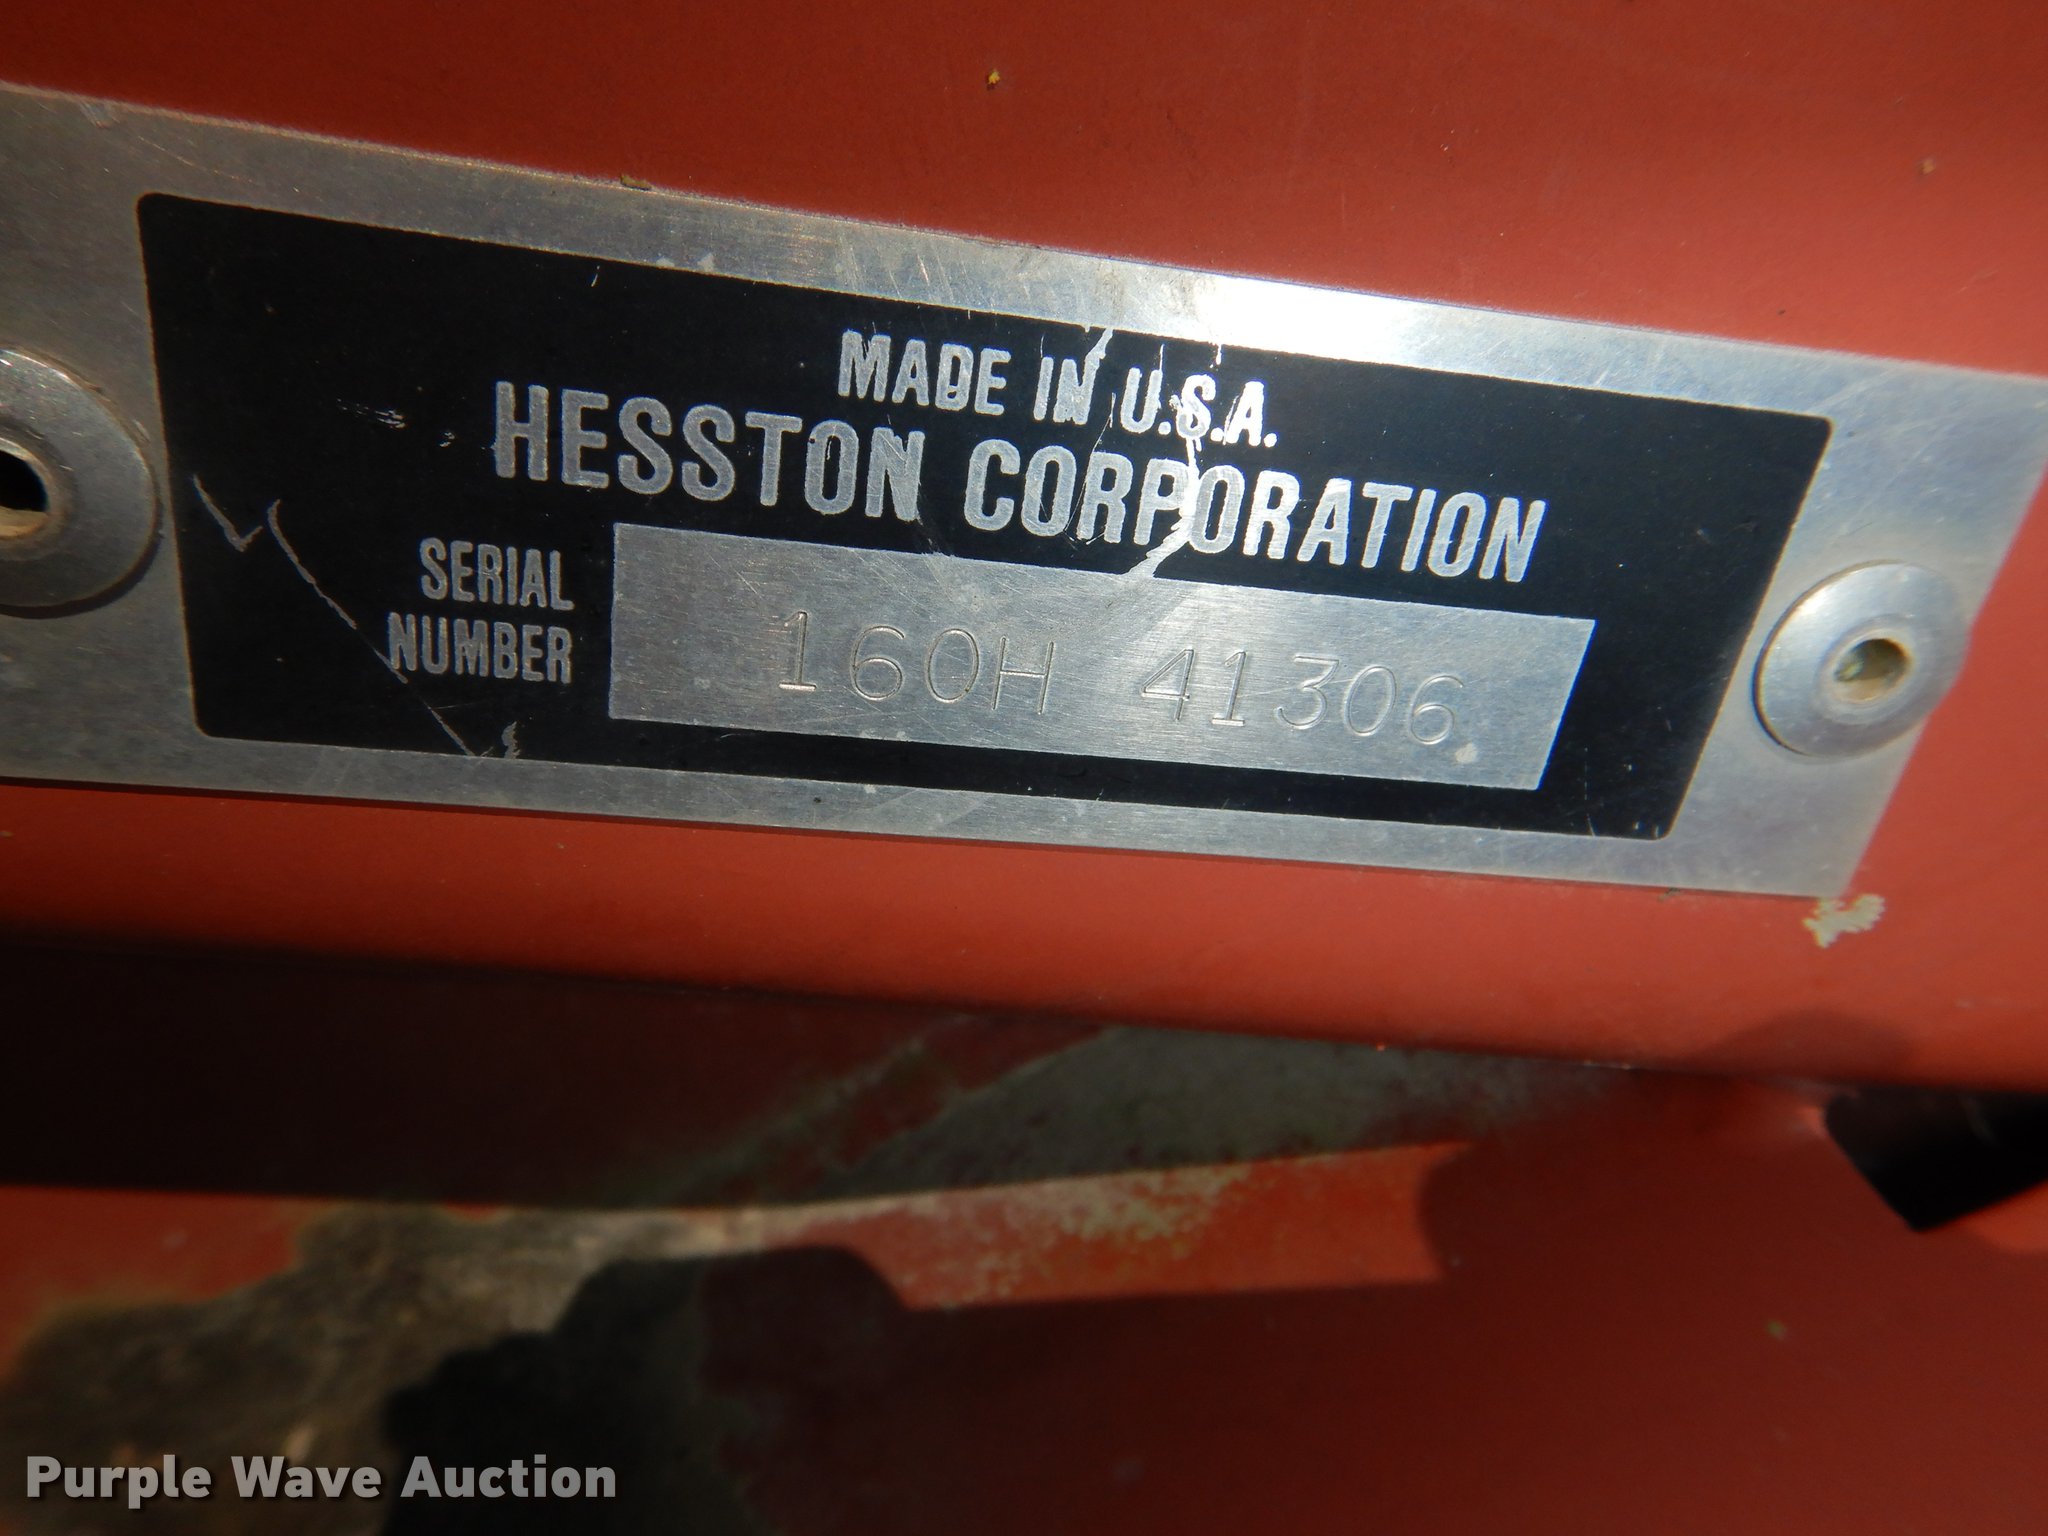 MADE IN U.S.A.
HESSTON CORPORATION
SERIAL
NUMBER
160H 41306
Purple Wave Auction